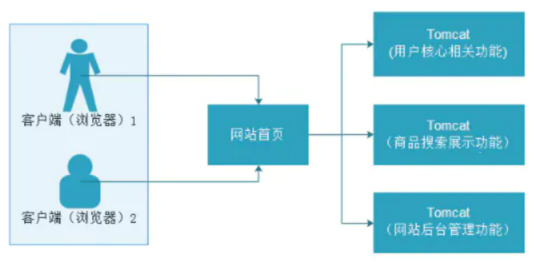 客户端（浏览器）1
客户端（浏览器）2
网站首页
Tomcat
(用户核心相关功能)
Tomcat
（商品搜索展示功能）
Tomcat
（网站后台管理功能）